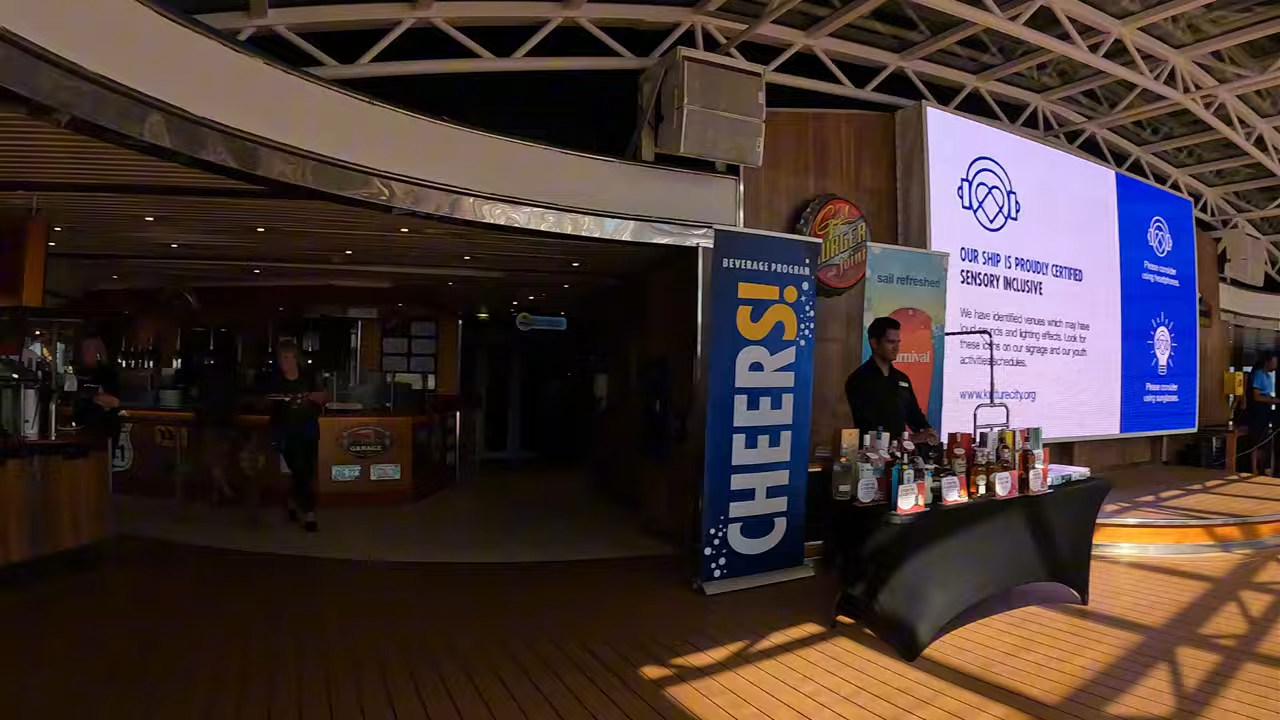 BEVERAGE PROGRAM
CHEERS!
BURGER
Joint
sail refreshed
OUR SHIP IS PROUDLY CERTIFIED
SENSORY INCLUSIVE
We have identified venues which may have
loud sounds and lighting effects. Look for
these icons on our signage and our youth
activities schedules.
www.kulturecity.org
Please consider
using headphones.
Please consider
using sunglasses.
GARAGE